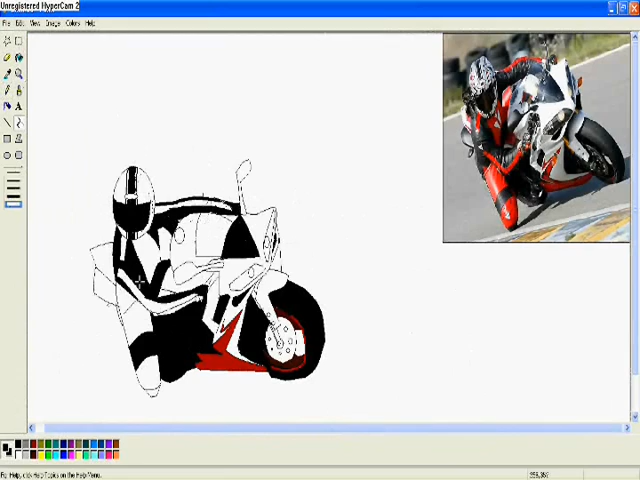 Unregistered HyperCam 2
File Edit View Image Colors Help
For Help, click Help Topics on the Help Menu.